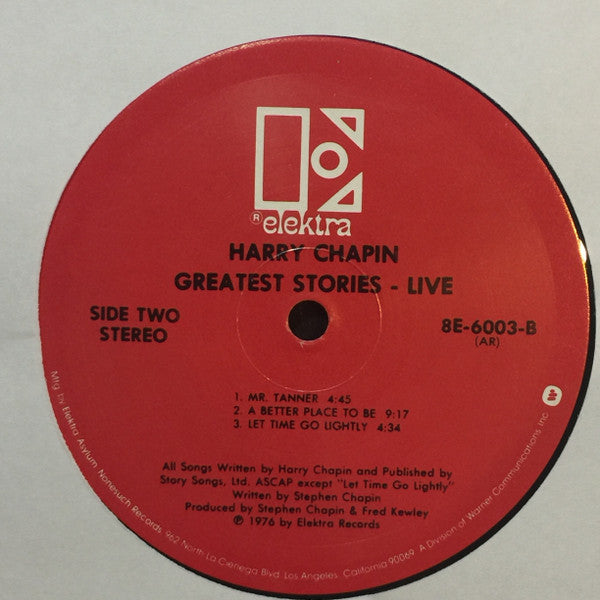 ® elektra
HARRY CHAPIN
GREATEST STORIES - LIVE
SIDE TWO
STEREO
8E-6003-B
(AR)
1. MR. TANNER 4:45
2. A BETTER PLACE TO BE 9:17
3. LET TIME GO LIGHTLY 4:34
All Songs Written by Harry Chapin and Published by
Story Songs, Ltd. ASCAP except "Let Time Go Lightly"
Written by Stephen Chapin
Produced by Stephen Chapin & Fred Kewley
℗ 1976 by Elektra Records
Mfg by Elektra Asylum Nonesuch Records 962 North La Cienega Blvd. Los Angeles, California 90069. A Division of Warner Communications Inc.